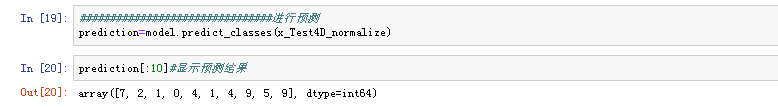 In [19]: ###############################进行预测
prediction=model.predict_classes(x_Test4D_normalize)
In [20]: prediction[:10]#显示预测结果
Out[20]: array([7, 2, 1, 0, 4, 1, 4, 9, 5, 9], dtype=int64)